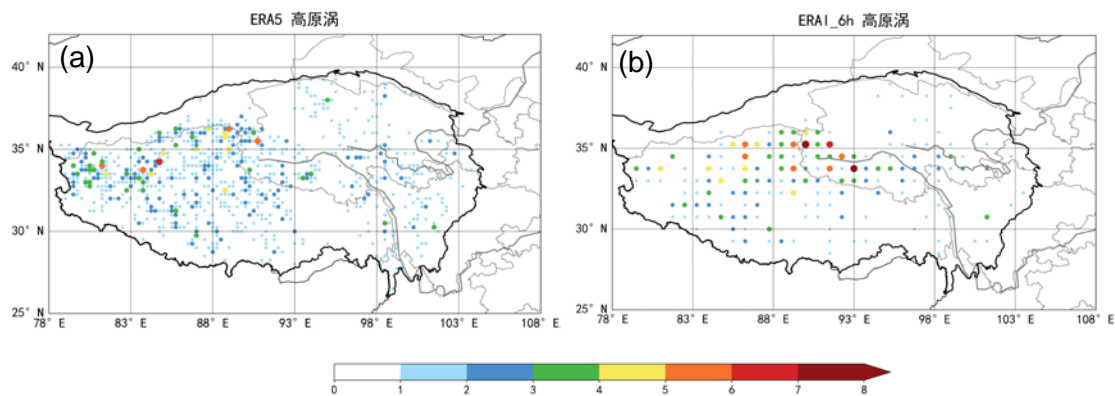 ERA5 高原涡
ERAI_6h 高原涡
(a)
(b)
40° N
35° N
30° N
25° N
78° E 83° E 88° E 93° E 98° E 103° E 108° E
40° N
35° N
30° N
25° N
78° E 83° E 88° E 93° E 98° E 103° E 108° E
0 1 2 3 4 5 6 7 8